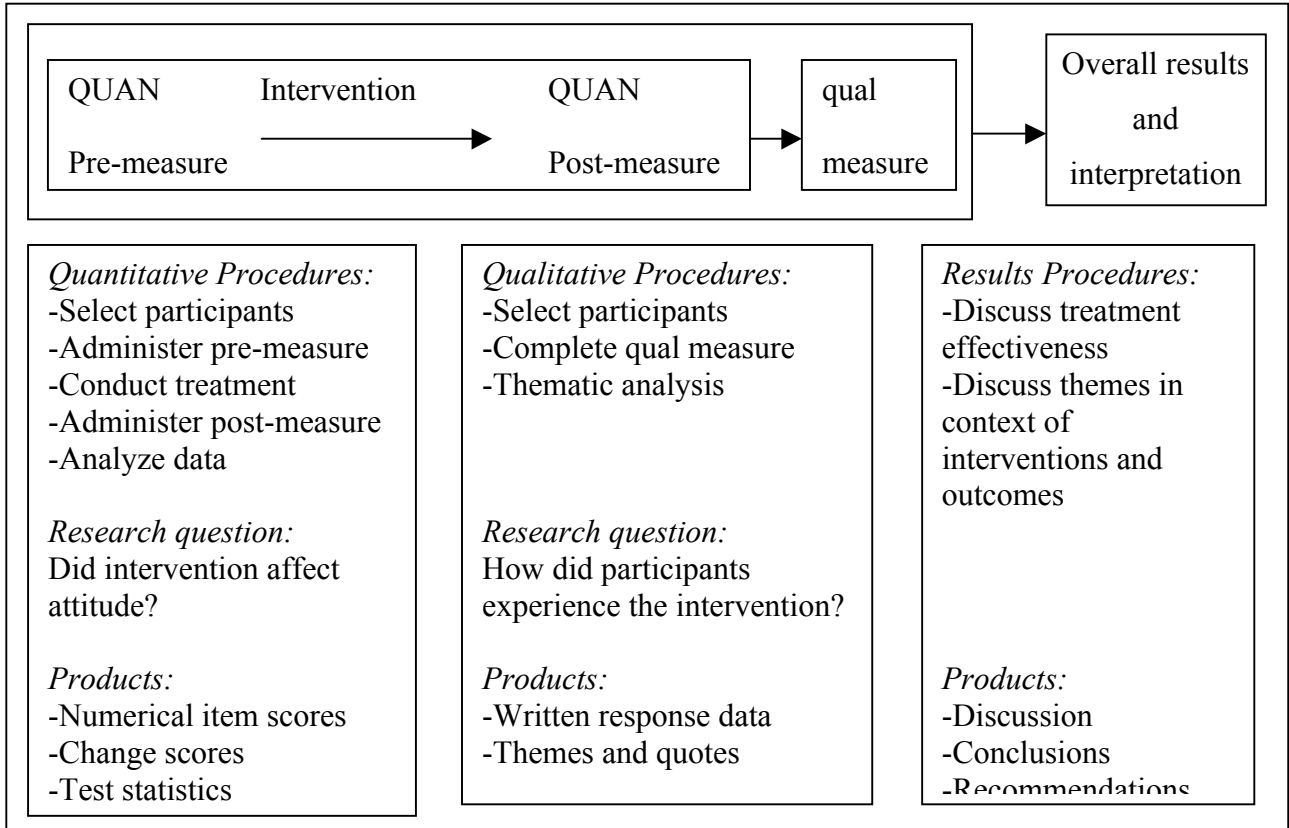 QUAN Intervention QUAN
Pre-measure Post-measure
qual
measure
Overall results
and
interpretation
Quantitative Procedures:
-Select participants
-Administer pre-measure
-Conduct treatment
-Administer post-measure
-Analyze data
Research question:
Did intervention affect
attitude?
Products:
-Numerical item scores
-Change scores
-Test statistics
Qualitative Procedures:
-Select participants
-Complete qual measure
-Thematic analysis
Research question:
How did participants
experience the intervention?
Products:
-Written response data
-Themes and quotes
Results Procedures:
-Discuss treatment
effectiveness
-Discuss themes in
context of
interventions and
outcomes
Products:
-Discussion
-Conclusions
-Recommendations